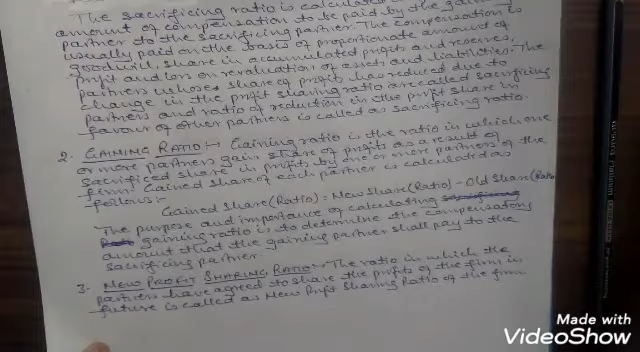 The sacrificing ratio is calculated
amount of compensation to be paid by the gaining
partner to the sacrificing partner. The compensation is
usually paid on the basis of proportionate amount of
goodwill, share in accumulated profits and reserves,
profit and loss on revaluation of assets and liabilities. The
partners whose share of profit has reduced due to
change in the profit sharing ratio are called sacrificing
partners and ratio of reduction in the profit share in
favour of other partners is called as sacrificing ratio.
2. GAINING RATIO:- Gaining ratio is the ratio in which one
or more partners gain share of profits as a result of
sacrificed share in profits by one or more partners of the
firm. Gained share of each partner is calculated as
follows:-
Gained Share (Ratio) = New Share (Ratio) - Old Share (Ratio
The purpose and importance of calculating
gaining ratio is to determine the compensatory
amount that the gaining partner shall pay to the
sacrificing partner.
3. NEW PROFIT SHARING RATIO:- The ratio in which the
partners have agreed to share the profits of the firm in
future is called as New Profit Sharing Ratio of the firm
Made with
VideoShow